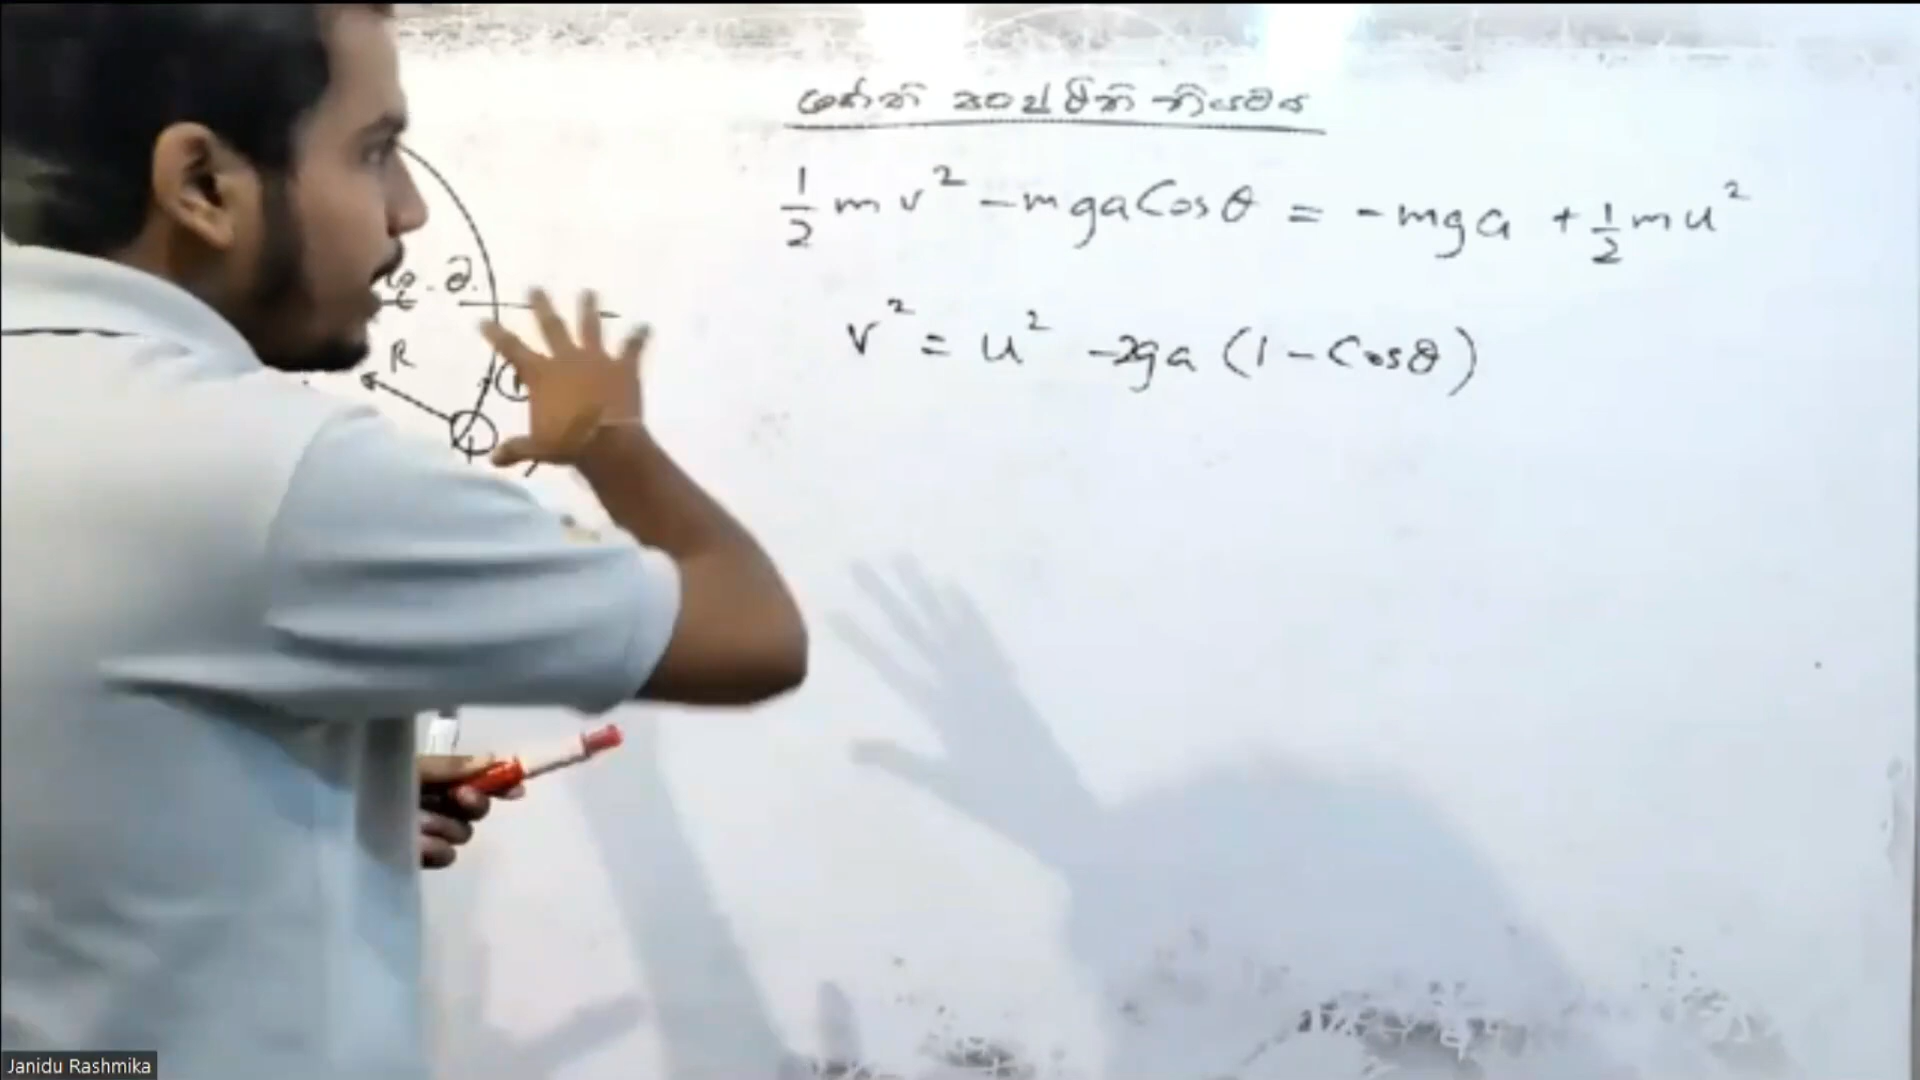 ශක්ති සංස්ථිති නියමය
1/2 mv² - mga Cos θ = - mga + 1/2 mu²
v² = u² - 2ga (1 - Cos θ)
R
Janidu Rashmika